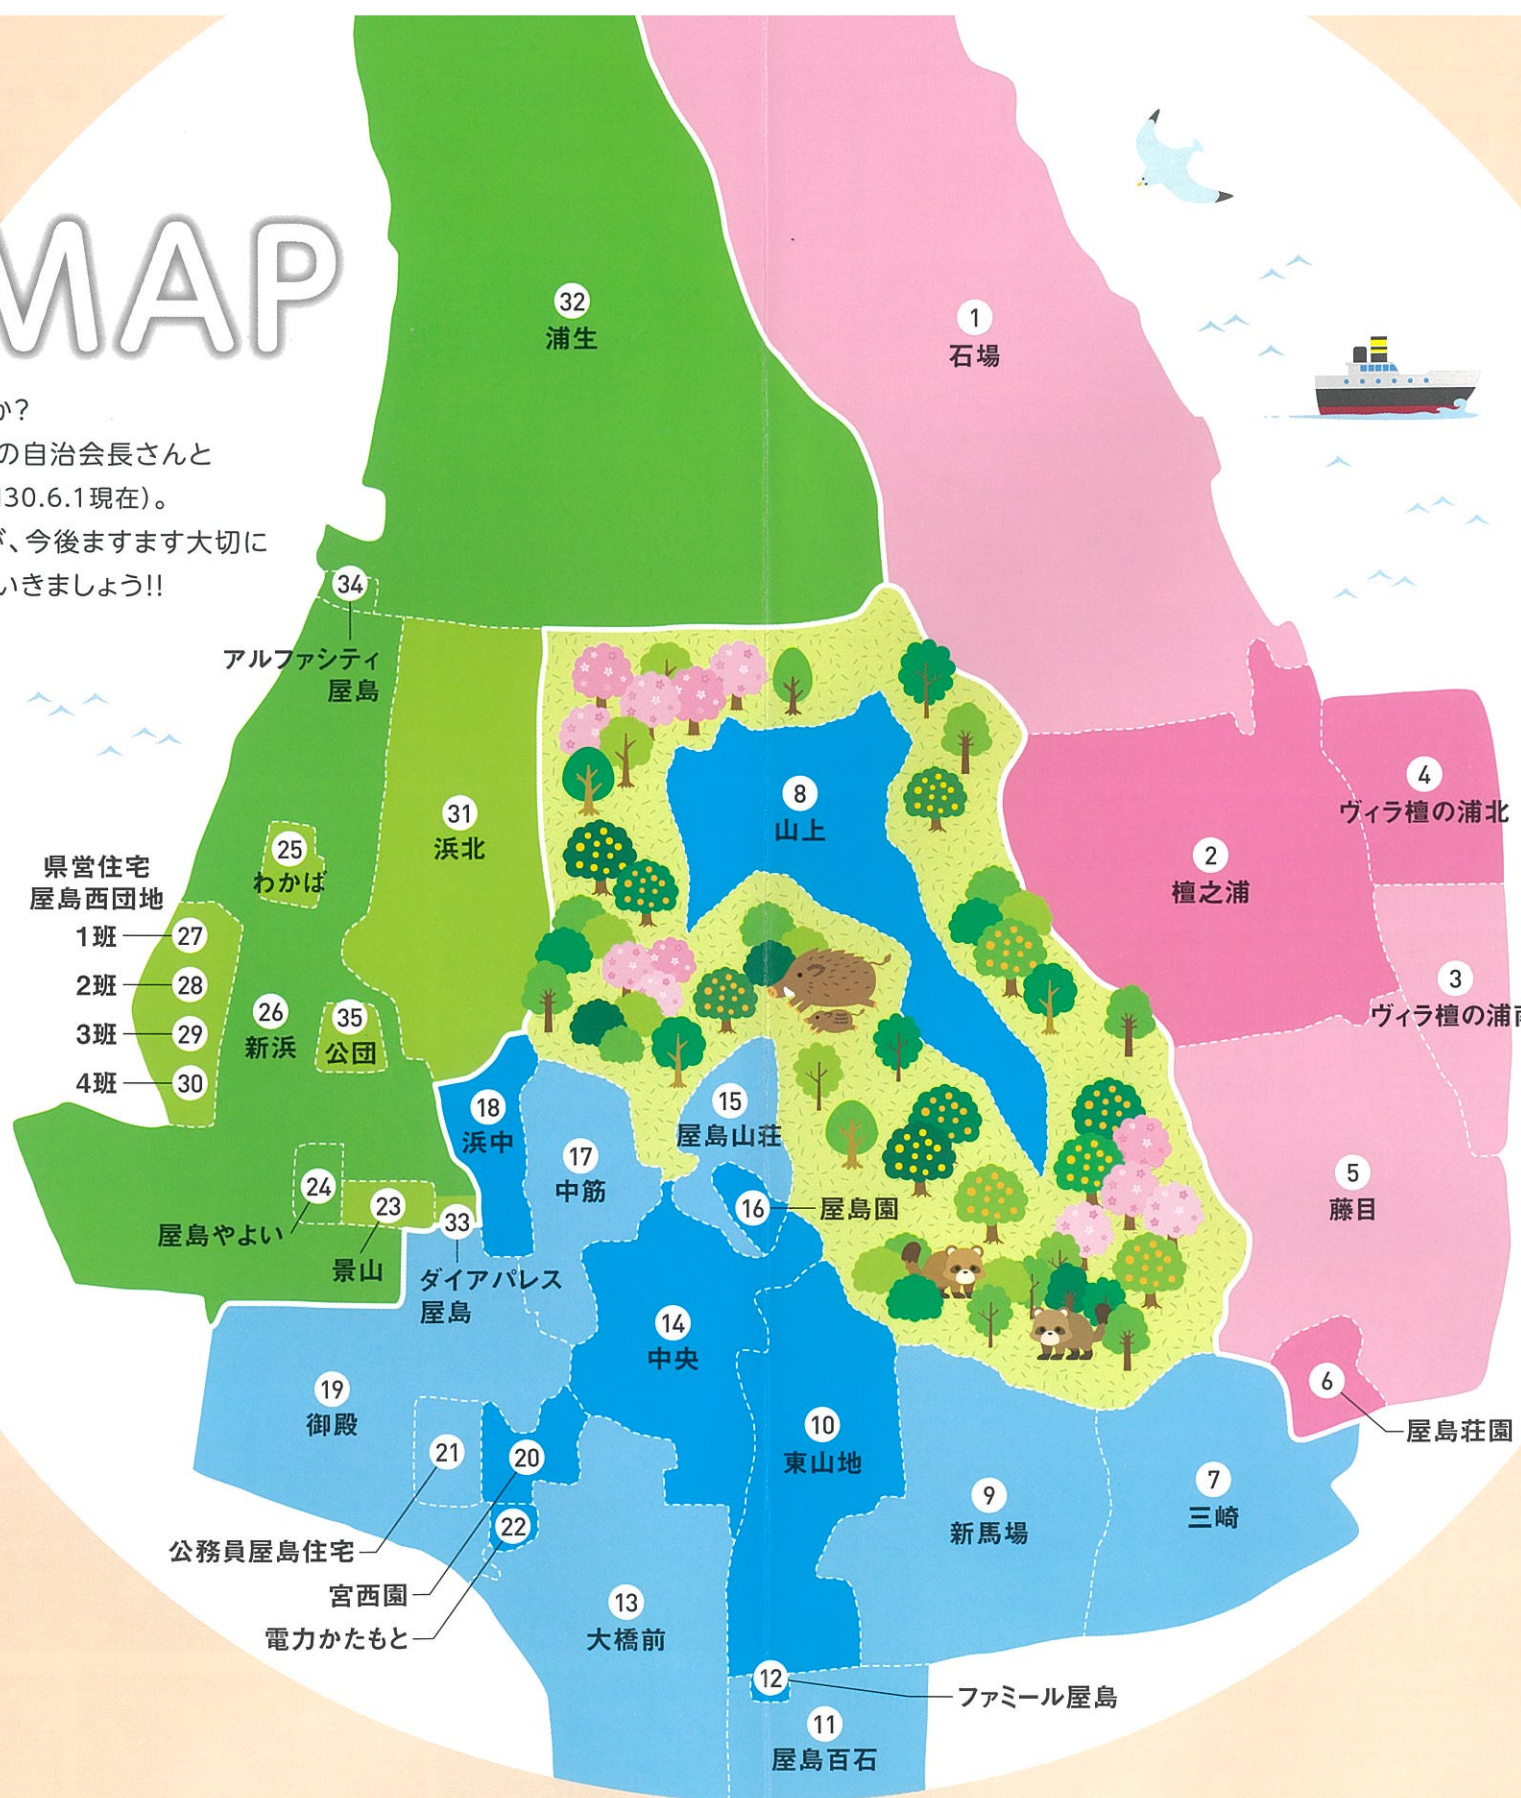 MAP
か?
の自治会長さんと
30.6.1現在)。
、今後ますます大切に
いきましょう!!
32
浦生
1
石場
34
アルファシティ
屋島
31
浜北
8
山上
4
ヴィラ檀の浦北
2
檀之浦
3
ヴィラ檀の浦南
25
わかば
県営住宅
屋島西団地
1班 27
2班 28
3班 29
4班 30
26
新浜
35
公団
18
浜中
17
中筋
15
屋島山荘
16 屋島園
5
藤目
24
屋島やよい
23
景山
33
ダイアパレス
屋島
14
中央
6
屋島荘園
19
御殿
21
公務員屋島住宅
20
宮西園
22
電力かたもと
10
東山地
9
新馬場
7
三崎
13
大橋前
12
ファミール屋島
11
屋島百石